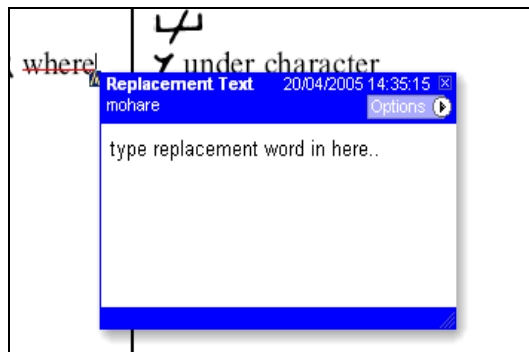 where under character
Replacement Text 20/04/2005 14:35:15
mohare Options
type replacement word in here..